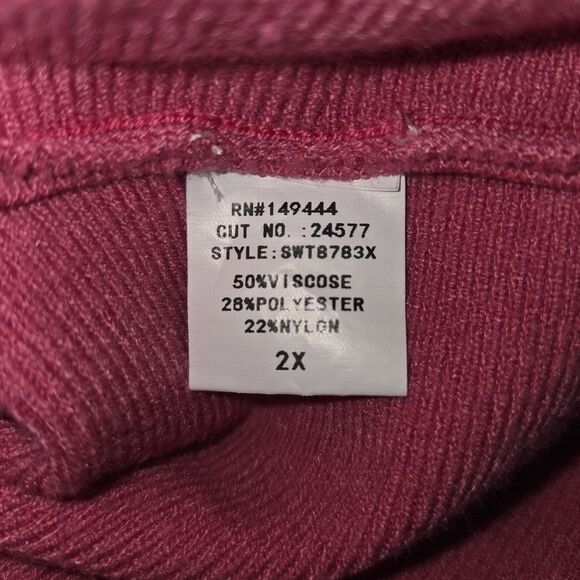 RN#149444
CUT NO.:24577
STYLE:SWT8783X
50%VISCOSE
28%POLYESTER
22%NYLON
2X